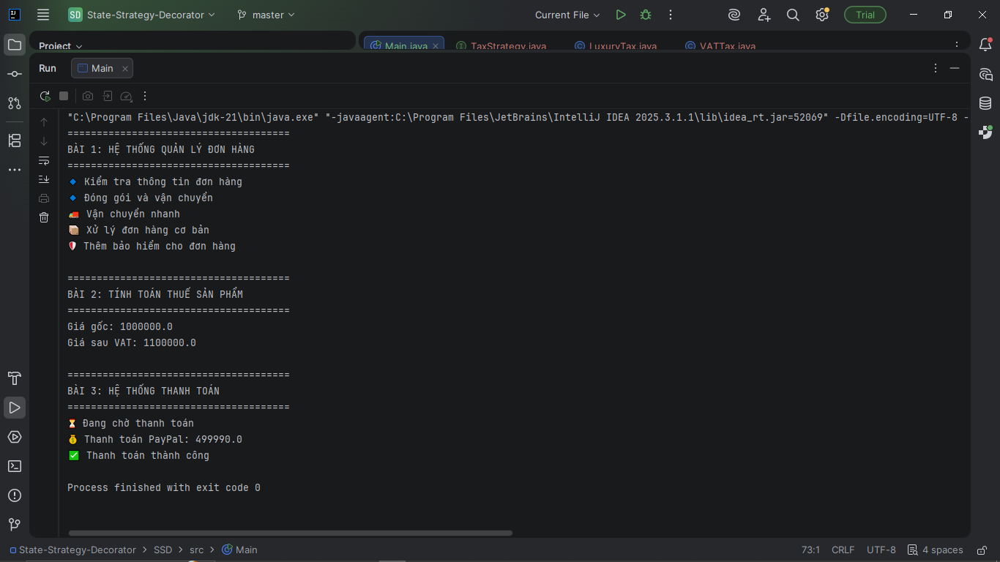 SD State-Strategy-Decorator master Current File Trial
Project Main.java TaxStrategy.java LuxuryTax.java VATTax.java
Run Main
"C:\Program Files\Java\jdk-21\bin\java.exe" "-javaagent:C:\Program Files\JetBrains\IntelliJ IDEA 2025.3.1.1\lib\idea_rt.jar=52069" -Dfile.encoding=UTF-8 -
======================================
BÀI 1: HỆ THỐNG QUẢN LÝ ĐƠN HÀNG
======================================
🔹 Kiểm tra thông tin đơn hàng
🔹 Đóng gói và vận chuyển
🚚 Vận chuyển nhanh
📦 Xử lý đơn hàng cơ bản
🛡 Thêm bảo hiểm cho đơn hàng
======================================
BÀI 2: TÍNH TOÁN THUẾ SẢN PHẨM
======================================
Giá gốc: 1000000.0
Giá sau VAT: 1100000.0
======================================
BÀI 3: HỆ THỐNG THANH TOÁN
======================================
⏳ Đang chờ thanh toán
💰 Thanh toán PayPal: 499990.0
✅ Thanh toán thành công
Process finished with exit code 0
State-Strategy-Decorator > SSD > src > Main 73:1 CRLF UTF-8 4 spaces